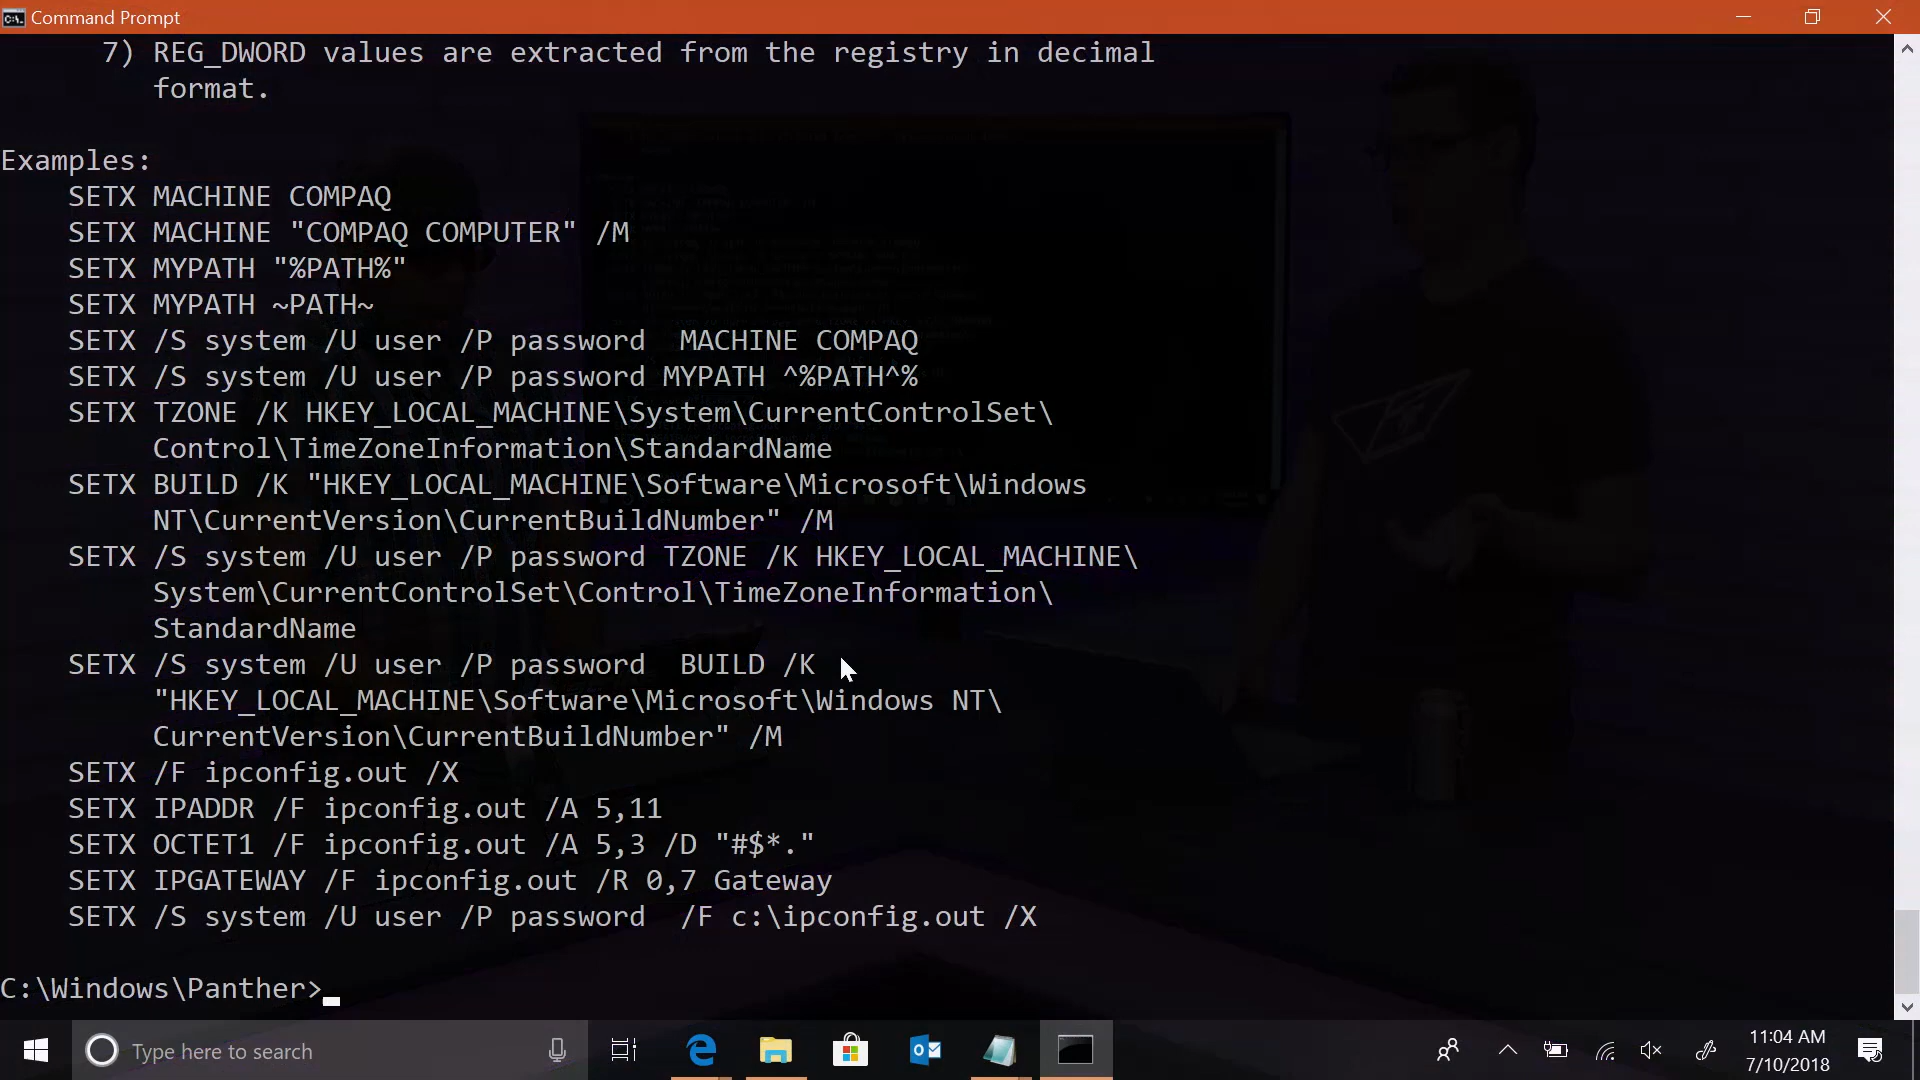 Command Prompt
7) REG_DWORD values are extracted from the registry in decimal
format.
Examples:
SETX MACHINE COMPAQ
SETX MACHINE "COMPAQ COMPUTER" /M
SETX MYPATH "%PATH%"
SETX MYPATH ~PATH~
SETX /S system /U user /P password  MACHINE COMPAQ
SETX /S system /U user /P password MYPATH ^%PATH^%
SETX TZONE /K HKEY_LOCAL_MACHINE\System\CurrentControlSet\
Control\TimeZoneInformation\StandardName
SETX BUILD /K "HKEY_LOCAL_MACHINE\Software\Microsoft\Windows
NT\CurrentVersion\CurrentBuildNumber" /M
SETX /S system /U user /P password TZONE /K HKEY_LOCAL_MACHINE\
System\CurrentControlSet\Control\TimeZoneInformation\
StandardName
SETX /S system /U user /P password  BUILD /K
"HKEY_LOCAL_MACHINE\Software\Microsoft\Windows NT\
CurrentVersion\CurrentBuildNumber" /M
SETX /F ipconfig.out /X
SETX IPADDR /F ipconfig.out /A 5,11
SETX OCTET1 /F ipconfig.out /A 5,3 /D "#$*."
SETX IPGATEWAY /F ipconfig.out /R 0,7 Gateway
SETX /S system /U user /P password  /F c:\ipconfig.out /X
C:\Windows\Panther>
Type here to search
11:04 AM
7/10/2018